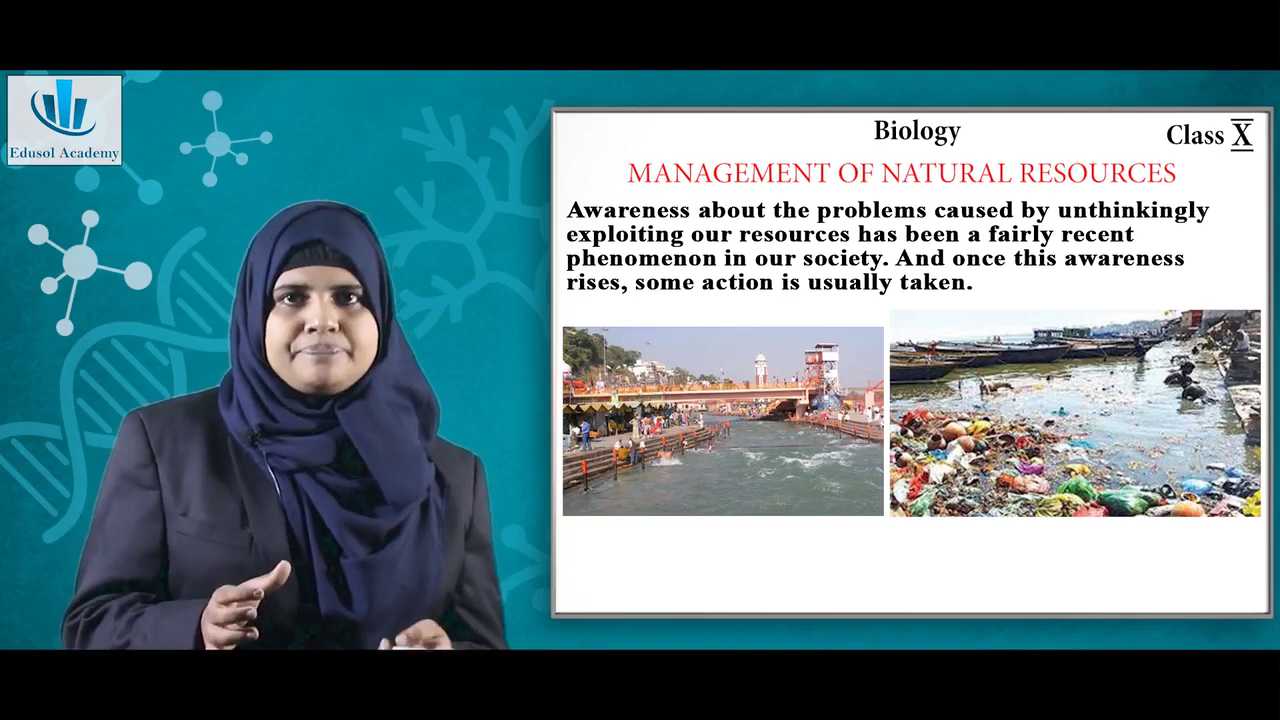 Edusol Academy
Biology
Class X
MANAGEMENT OF NATURAL RESOURCES
Awareness about the problems caused by unthinkingly
exploiting our resources has been a fairly recent
phenomenon in our society. And once this awareness
rises, some action is usually taken.